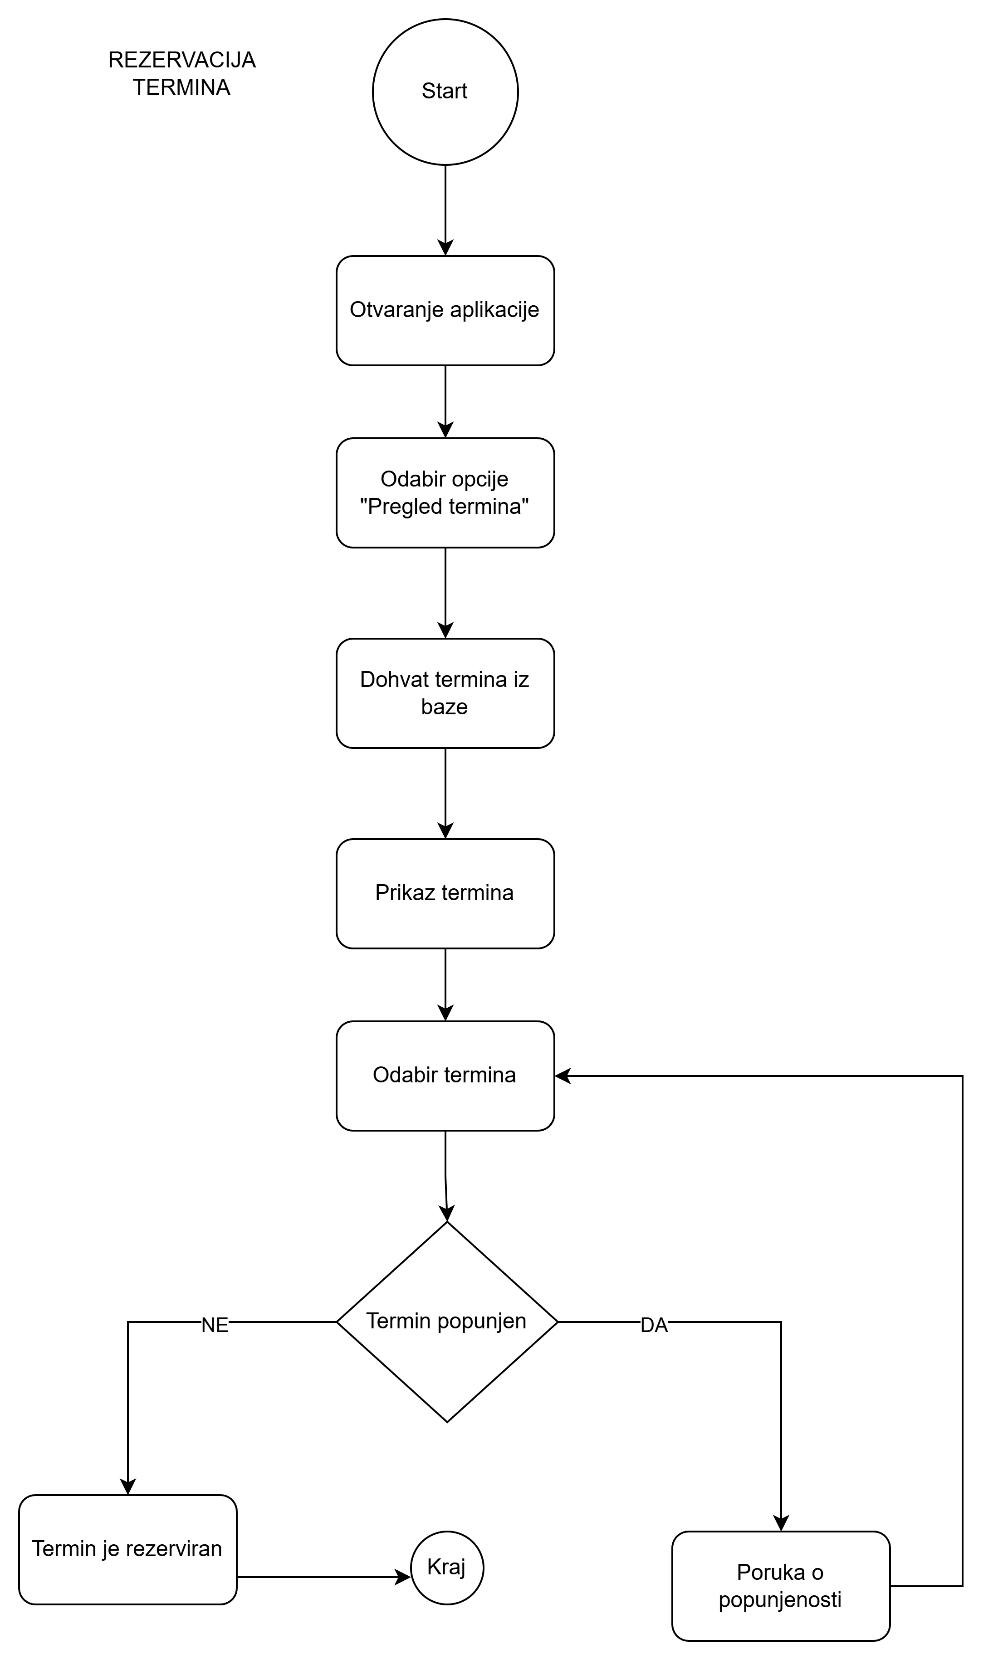 REZERVACIJA
TERMINA
Start
Otvaranje aplikacije
Odabir opcije
"Pregled termina"
Dohvat termina iz
baze
Prikaz termina
Odabir termina
Termin popunjen
NE
DA
Termin je rezerviran
Kraj
Poruka o
popunjenosti